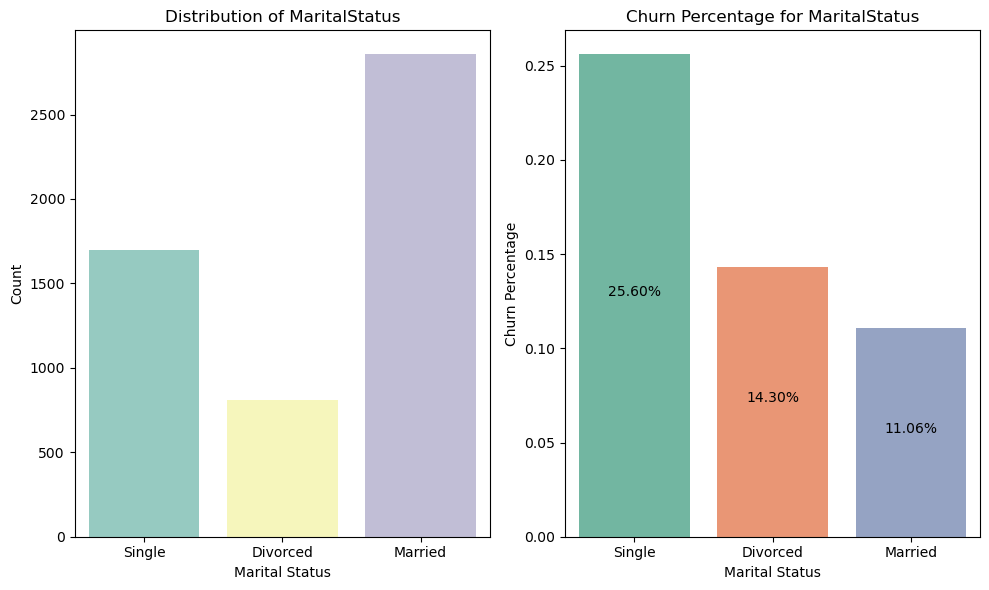 Distribution of MaritalStatus
Count
2500
2000
1500
1000
500
0
Single
Divorced
Married
Marital Status
Churn Percentage for MaritalStatus
Churn Percentage
0.25
0.20
0.15
0.10
0.05
0.00
25.60%
14.30%
11.06%
Single
Divorced
Married
Marital Status